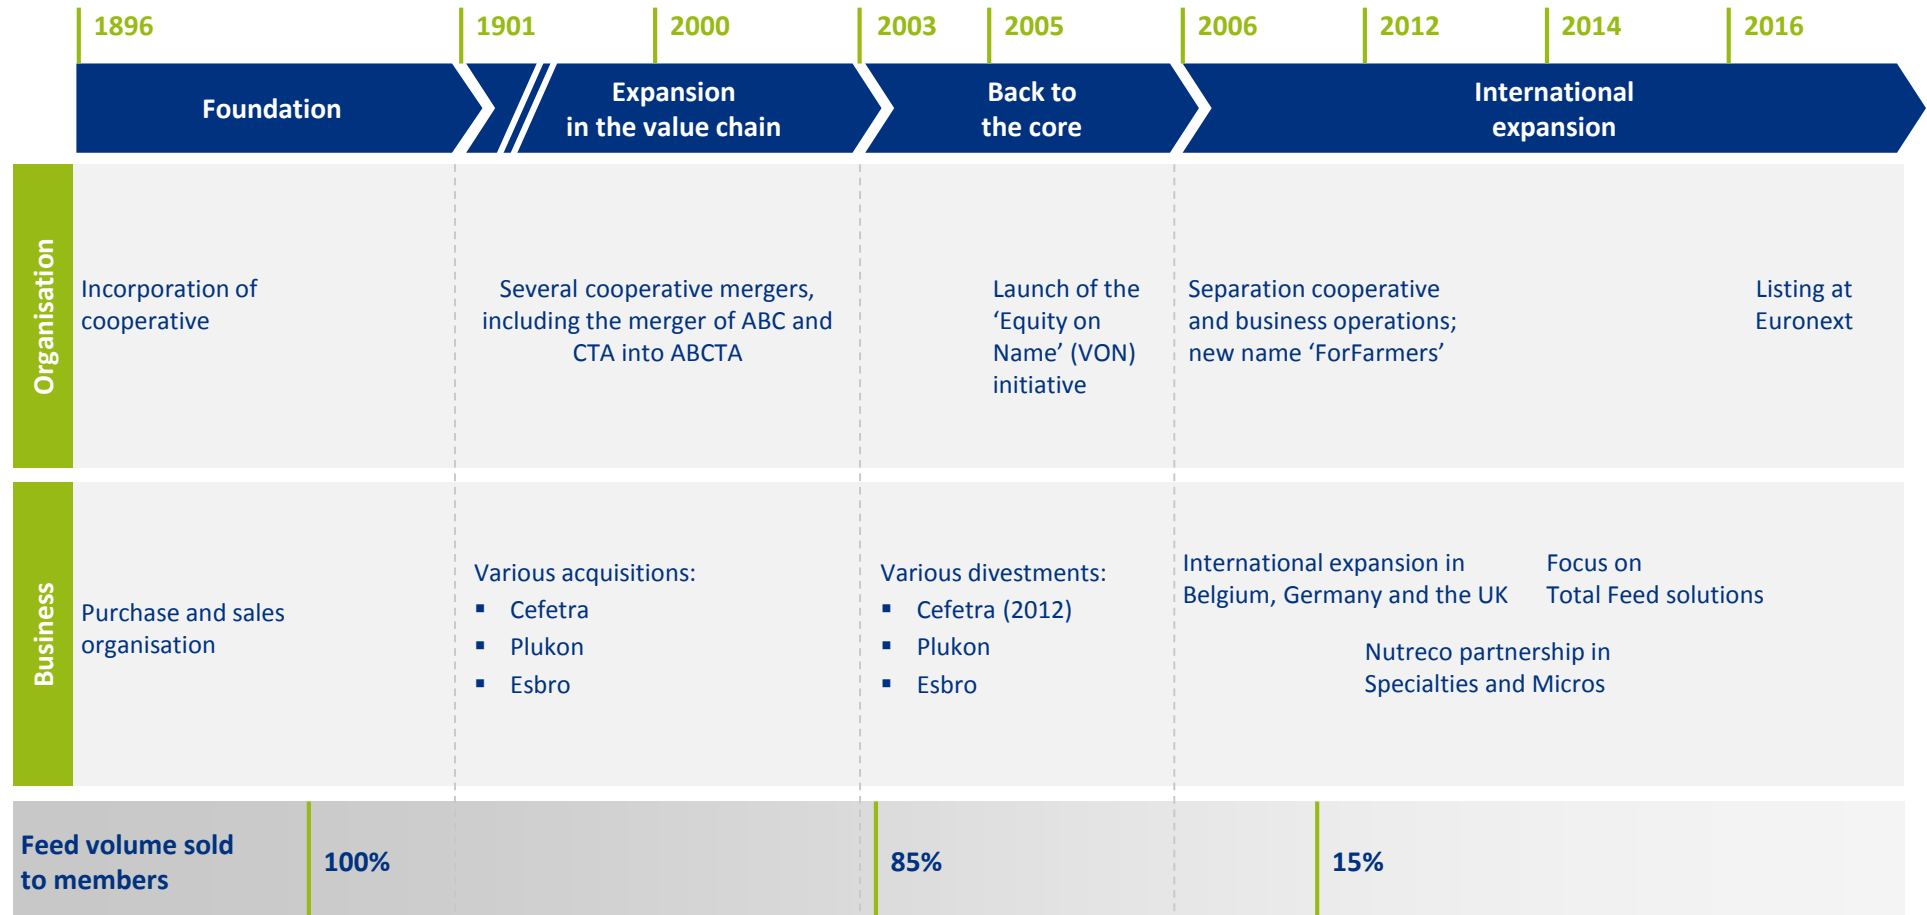 1896
1901
2000
2003
2005
2006
2012
2014
2016
Foundation
Expansion
in the value chain
Back to
the core
International
expansion
Organisation
Incorporation of
cooperative
Several cooperative mergers,
including the merger of ABC and
CTA into ABCTA
Launch of the
‘Equity on
Name’ (VON)
initiative
Separation cooperative
and business operations;
new name ‘ForFarmers’
Listing at
Euronext
Business
Purchase and sales
organisation
Various acquisitions:
▪ Cefetra
▪ Plukon
▪ Esbro
Various divestments:
▪ Cefetra (2012)
▪ Plukon
▪ Esbro
International expansion in
Belgium, Germany and the UK
Focus on
Total Feed solutions
Nutreco partnership in
Specialties and Micros
Feed volume sold
to members
100%
85%
15%